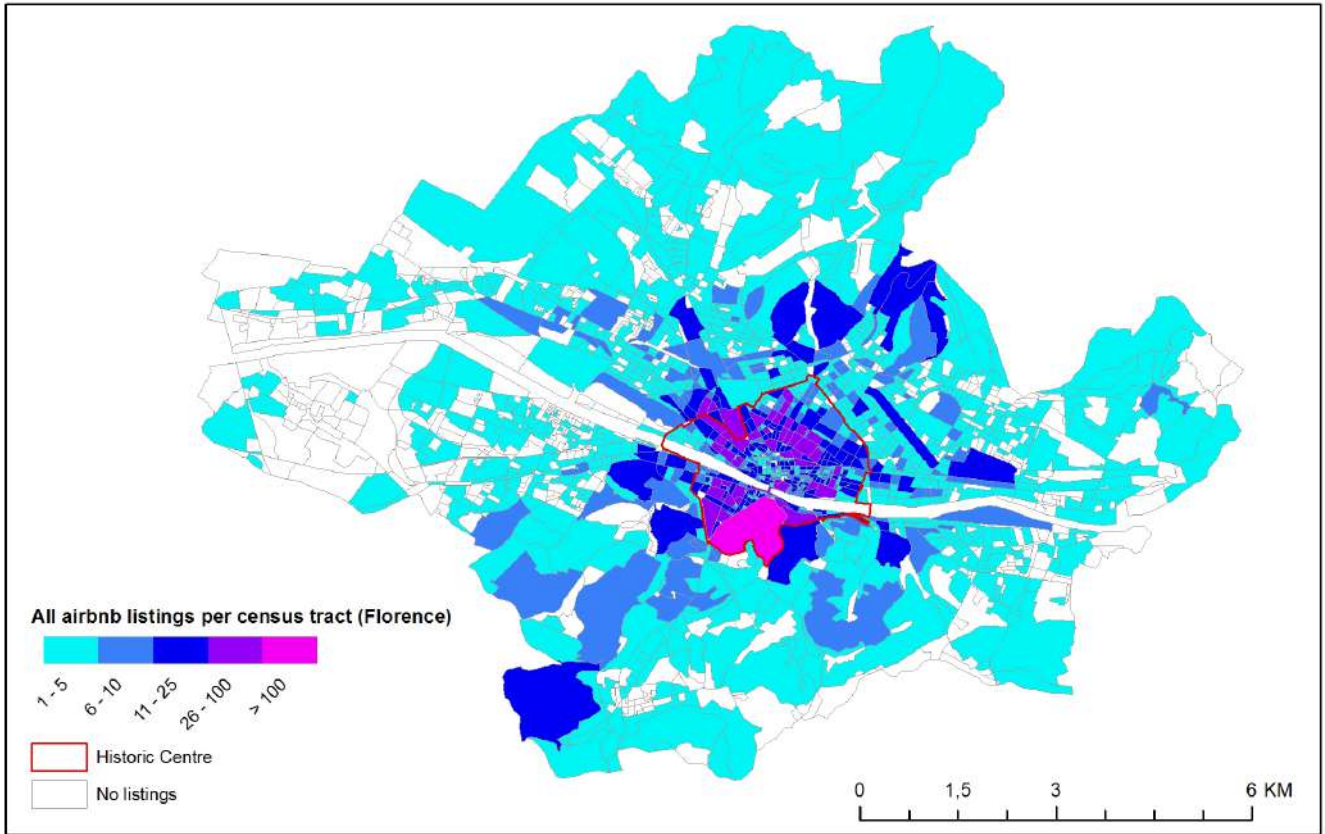 All airbnb listings per census tract (Florence)
1 - 5
6 - 10
11 - 25
26 - 100
> 100
Historic Centre
No listings
0 1,5 3 6 KM